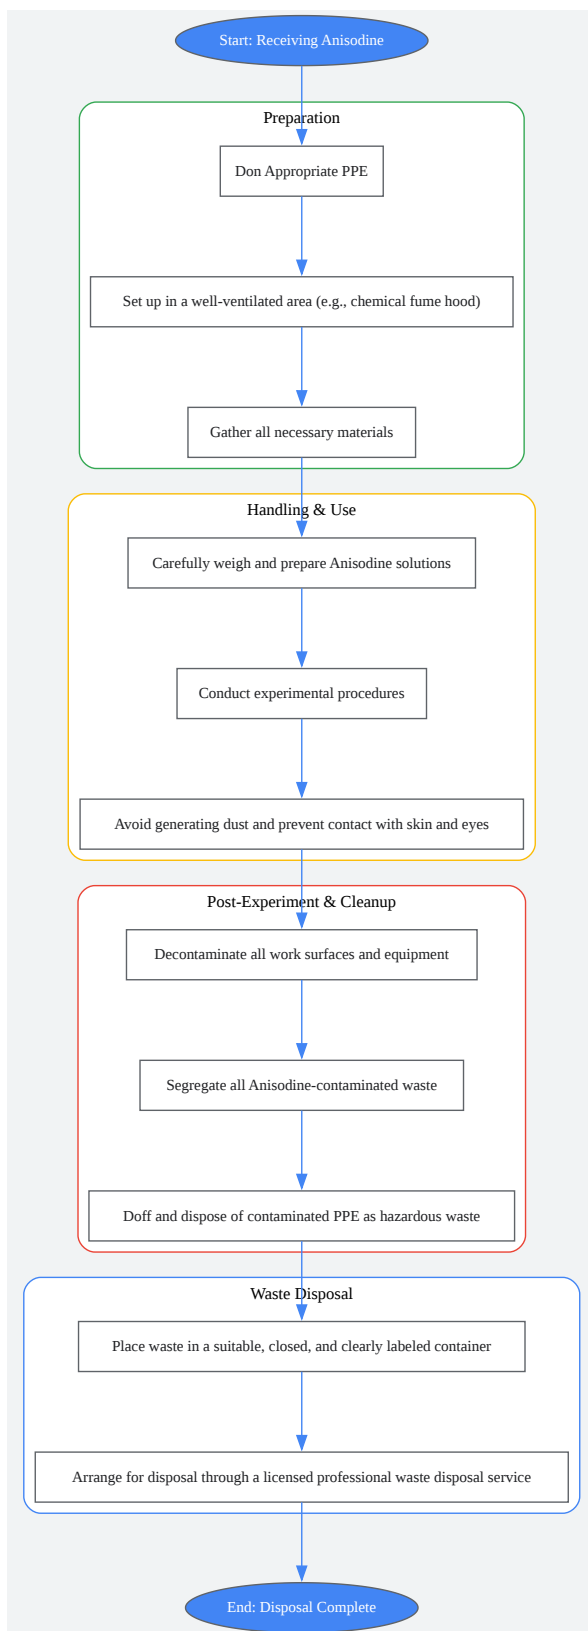 Start: Receiving Anisodine
Preparation
Don Appropriate PPE
Set up in a well-ventilated area (e.g., chemical fume hood)
Gather all necessary materials
Handling & Use
Carefully weigh and prepare Anisodine solutions
Conduct experimental procedures
Avoid generating dust and prevent contact with skin and eyes
Post-Experiment & Cleanup
Decontaminate all work surfaces and equipment
Segregate all Anisodine-contaminated waste
Doff and dispose of contaminated PPE as hazardous waste
Waste Disposal
Place waste in a suitable, closed, and clearly labeled container
Arrange for disposal through a licensed professional waste disposal service
End: Disposal Complete